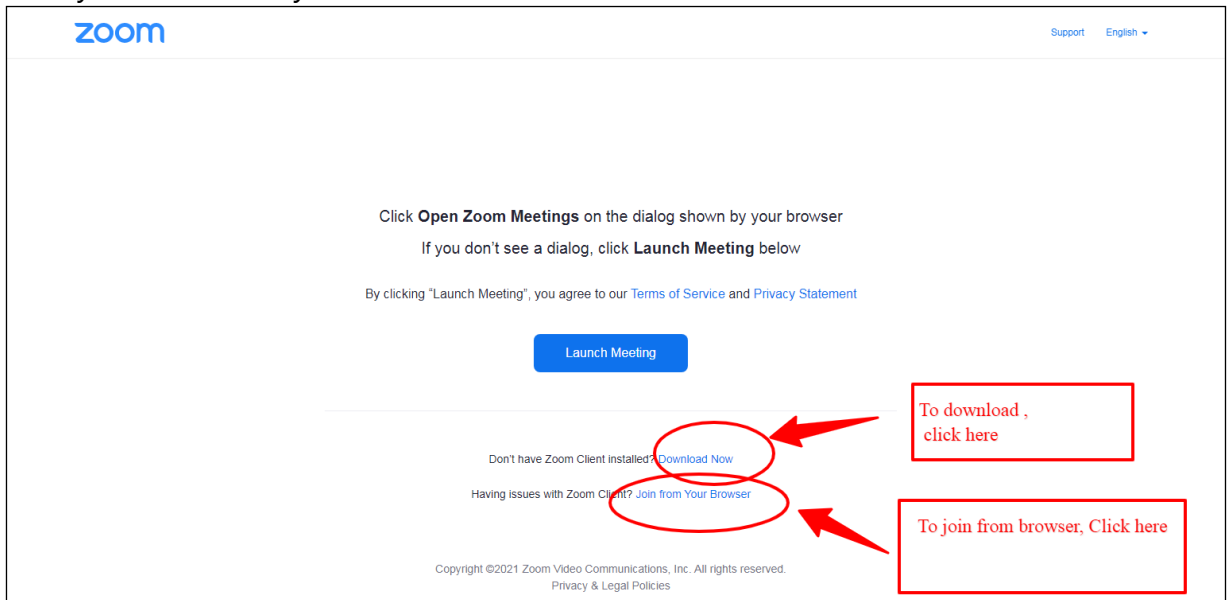 zoom
Support English
Click Open Zoom Meetings on the dialog shown by your browser
If you don't see a dialog, click Launch Meeting below
By clicking “Launch Meeting”, you agree to our Terms of Service and Privacy Statement
Launch Meeting
To download ,
click here
Don't have Zoom Client installed? Download Now
Having issues with Zoom Client? Join from Your Browser
To join from browser, Click here
Copyright ©2021 Zoom Video Communications, Inc. All rights reserved.
Privacy & Legal Policies